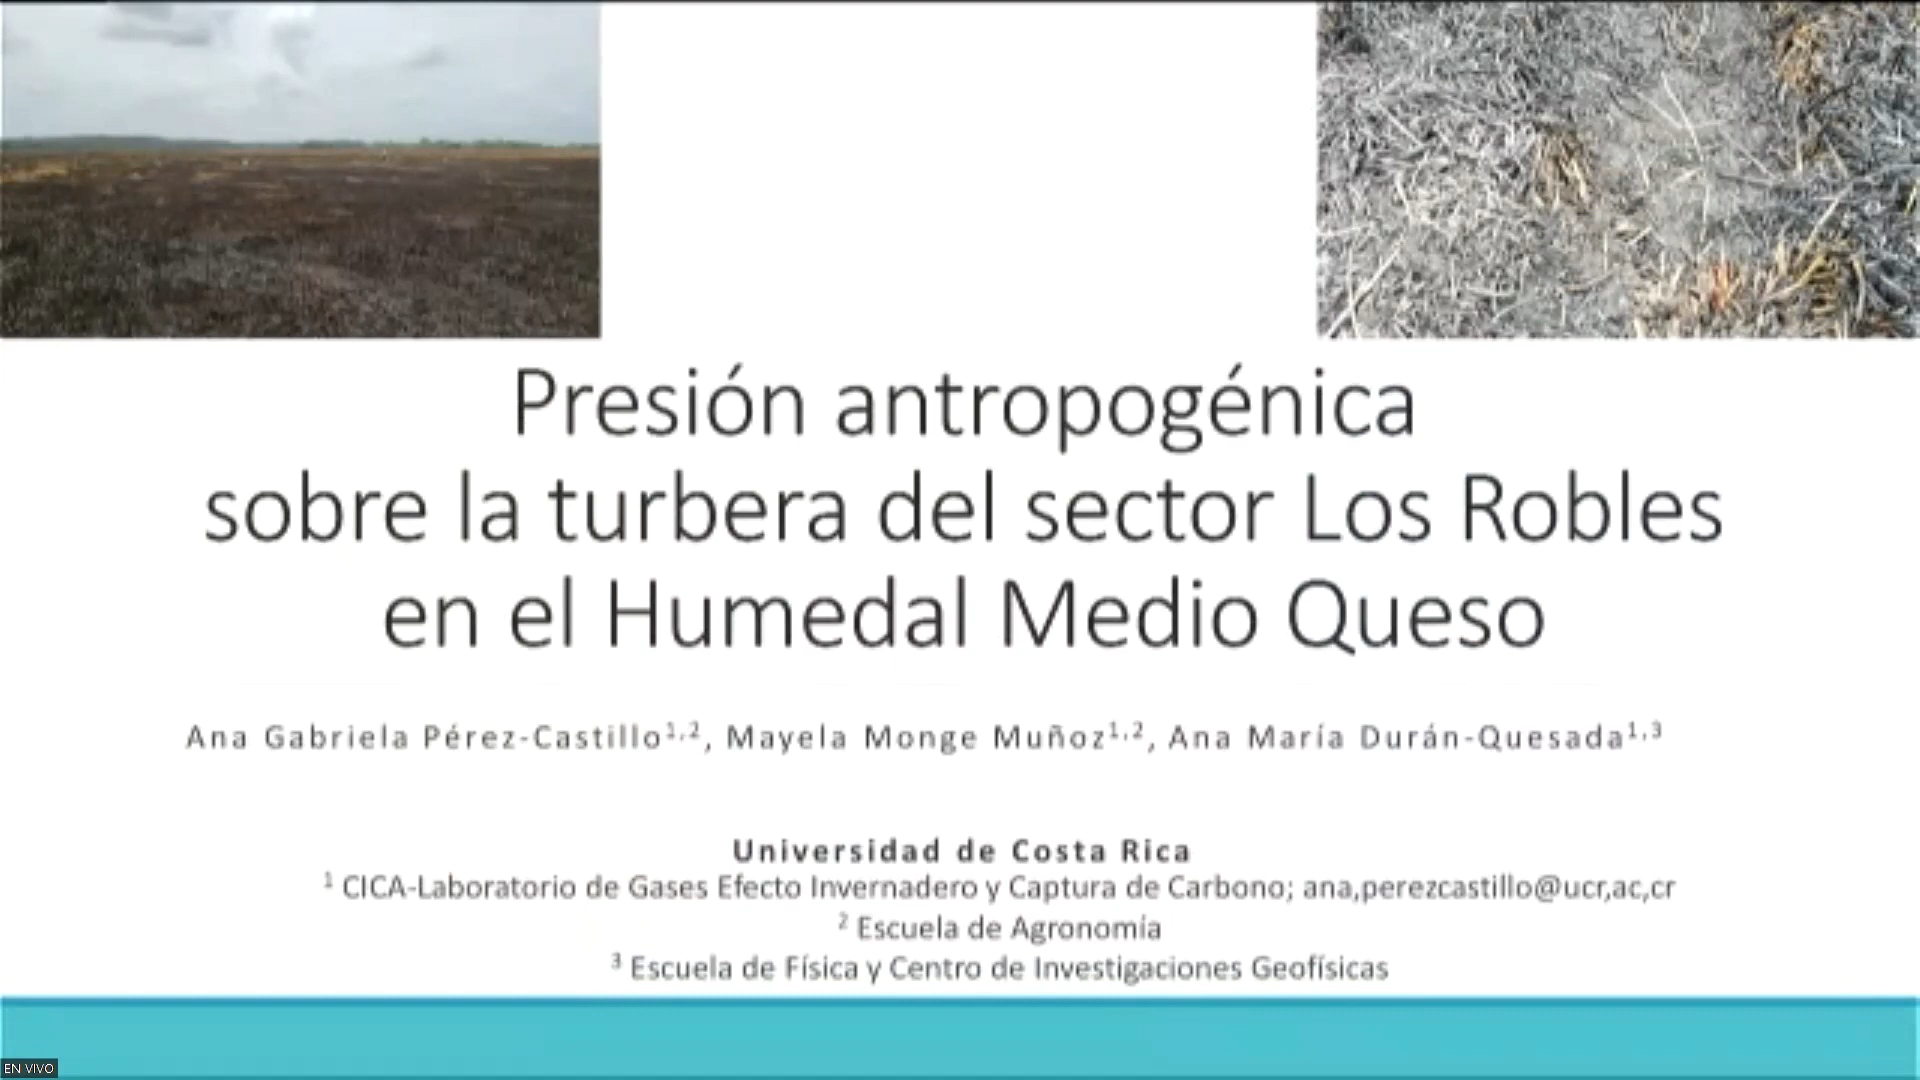 Presión antropogénica
sobre la turbera del sector Los Robles
en el Humedal Medio Queso
Ana Gabriela Pérez-Castillo¹,², Mayela Monge Muñoz¹,², Ana María Durán-Quesada¹,³
Universidad de Costa Rica
¹ CICA-Laboratorio de Gases Efecto Invernadero y Captura de Carbono; ana,perezcastillo@ucr,ac,cr
² Escuela de Agronomía
³ Escuela de Física y Centro de Investigaciones Geofísicas
EN VIVO